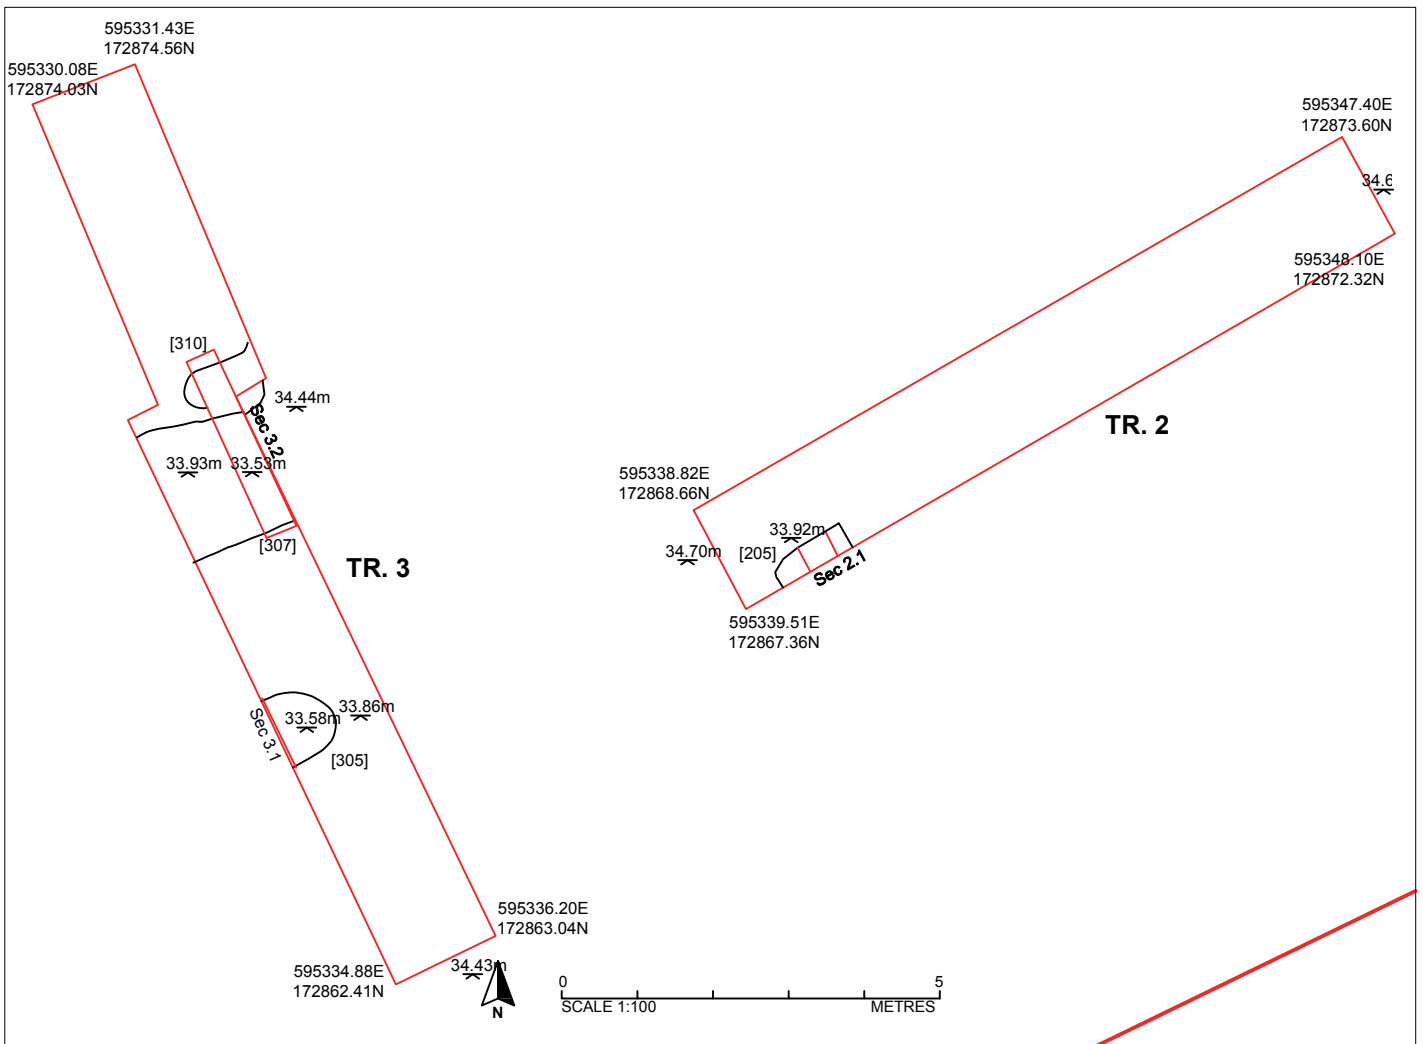 595331.43E
172874.56N
595330.08E
172874.03N
595347.40E
172873.60N
34.6
595348.10E
172872.32N
[310]
34.44m
Sec 3.2
TR. 2
33.93m
33.53m
595338.82E
172868.66N
33.92m
34.70m
[205]
Sec 2.1
[307]
TR. 3
595339.51E
172867.36N
33.86m
33.58m
Sec 3.1
[305]
595336.20E
172863.04N
34.43m
595334.88E
172862.41N
N
0
5
SCALE 1:100
METRES